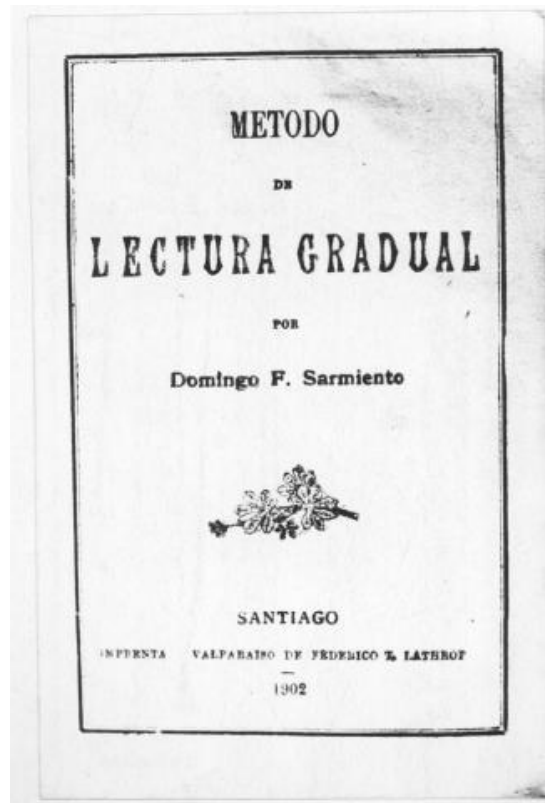 METODO
DE
LECTURA GRADUAL
POR
Domingo F. Sarmiento
SANTIAGO
IMPRENTA VALPARAISO DE FEDERICO T. LATHROP
1902